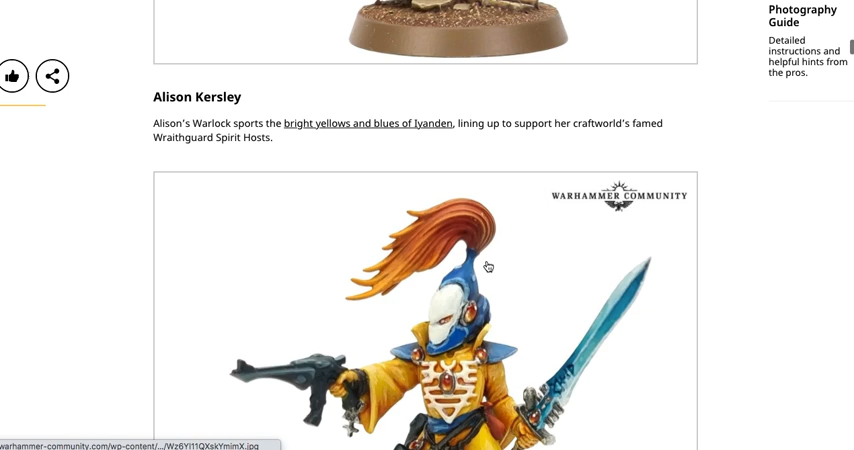 Photography
Guide
Detailed
instructions and
helpful hints from
the pros.
Alison Kersley
Alison’s Warlock sports the bright yellows and blues of Iyanden, lining up to support her craftworld’s famed
Wraithguard Spirit Hosts.
WARHAMMER COMMUNITY
warhammer-community.com/wp-content/.../Wz6Yl11QXskYmimX.jpg